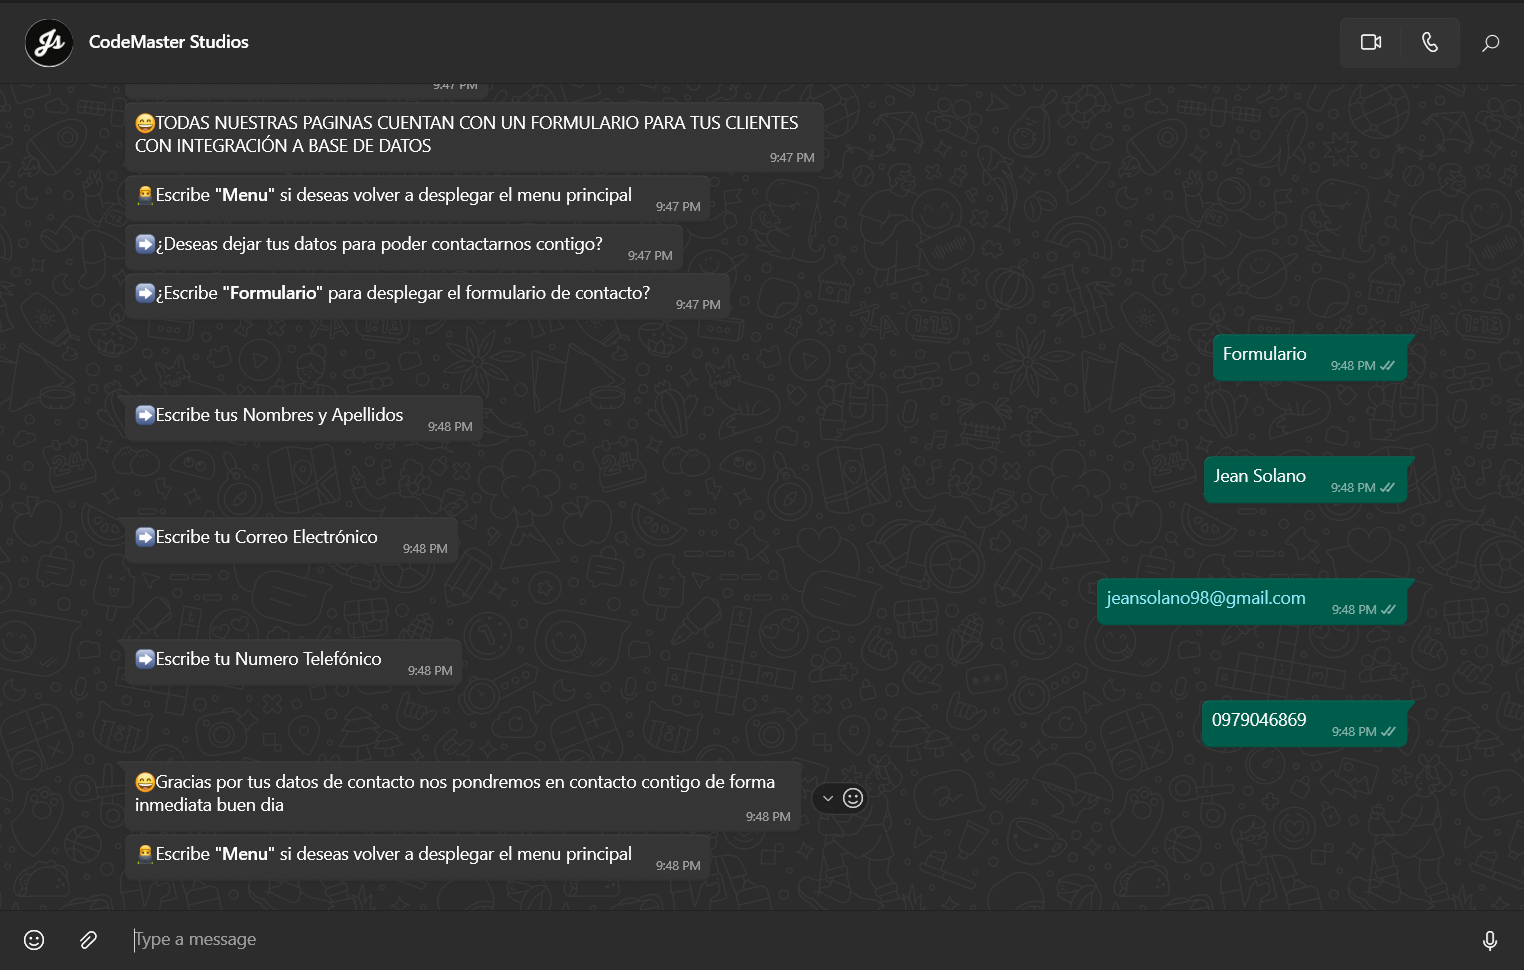 Js
CodeMaster Studios
9:47 PM
😄TODAS NUESTRAS PAGINAS CUENTAN CON UN FORMULARIO PARA TUS CLIENTES
CON INTEGRACIÓN A BASE DE DATOS
9:47 PM
Escribe "Menu" si deseas volver a desplegar el menu principal
9:47 PM
➡¿Deseas dejar tus datos para poder contactarnos contigo?
9:47 PM
➡¿Escribe "Formulario" para desplegar el formulario de contacto?
9:47 PM
Formulario
9:48 PM
➡Escribe tus Nombres y Apellidos
9:48 PM
Jean Solano
9:48 PM
➡Escribe tu Correo Electrónico
9:48 PM
jeansolano98@gmail.com
9:48 PM
➡Escribe tu Numero Telefónico
9:48 PM
0979046869
9:48 PM
😄Gracias por tus datos de contacto nos pondremos en contacto contigo de forma
inmediata buen dia
9:48 PM
Escribe "Menu" si deseas volver a desplegar el menu principal
9:48 PM
Type a message